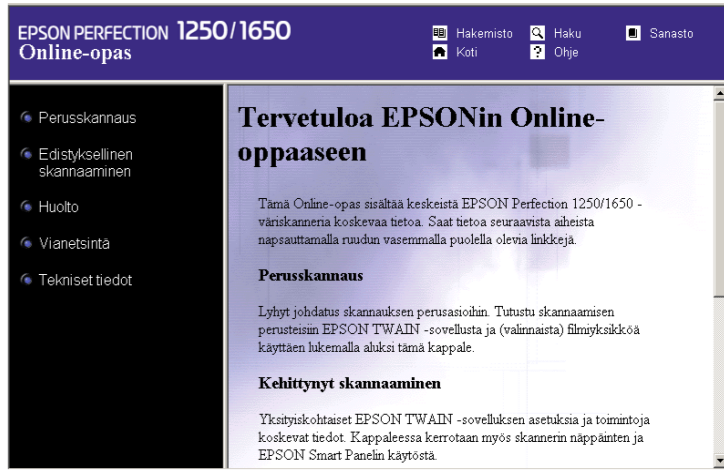 EPSON PERFECTION 1250/1650
Online-opas
Hakemisto
Haku
Sanasto
Koti
Ohje
Perusskannaus
Edistyksellinen
skannaaminen
Huolto
Vianetsintä
Tekniset tiedot
Tervetuloa EPSONin Online-
oppaaseen
Tämä Online-opas sisältää keskeistä EPSON Perfection 1250/1650 -
väriskanneria koskevaa tietoa. Saat tietoa seuraavista aiheista
napsauttamalla ruudun vasemmalla puolella olevia linkkejä.
Perusskannaus
Lyhyt johdatus skannauksen perusasioihin. Tutustu skannaamisen
perusteisiin EPSON TWAIN -sovellusta ja (valinnaista) filmiyksikköä
käyttäen lukemalla aluksi tämä kappale.
Kehittynyt skannaaminen
Yksityiskohtaiset EPSON TWAIN -sovelluksen asetuksia ja toimintoja
koskevat tiedot. Kappaleessa kerrotaan myös skannerin näppäinten ja
EPSON Smart Panelin käytöstä.